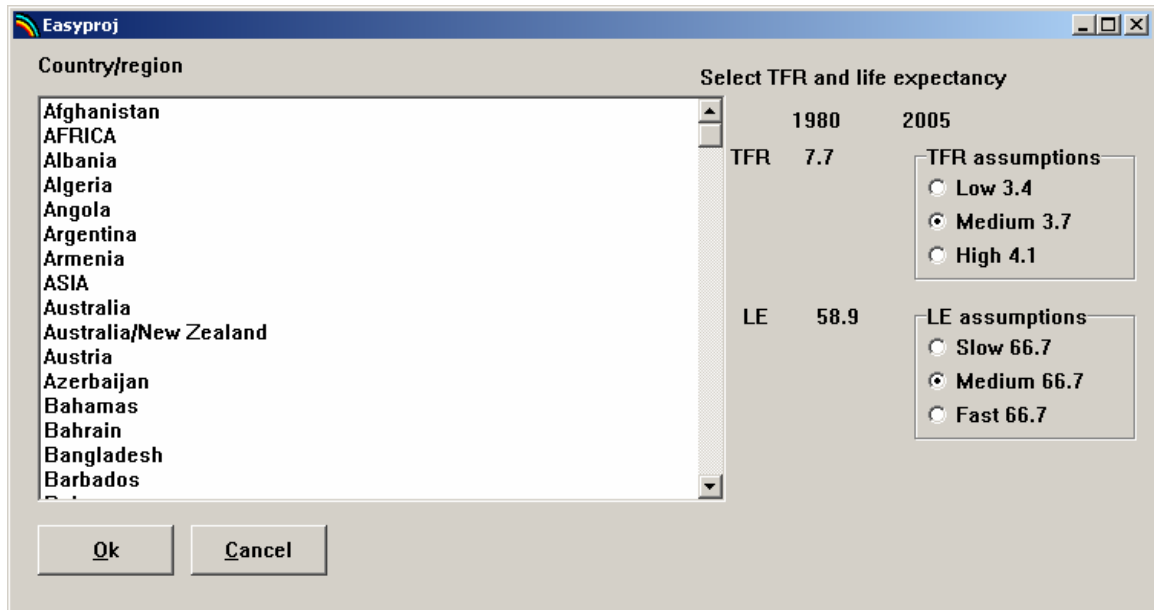 Easyproj
Country/region
Select TFR and life expectancy
Afghanistan
AFRICA
Albania
Algeria
Angola
Argentina
Armenia
ASIA
Australia
Australia/New Zealand
Austria
Azerbaijan
Bahamas
Bahrain
Bangladesh
Barbados
1980 2005
TFR 7.7
TFR assumptions
Low 3.4
Medium 3.7
High 4.1
LE 58.9
LE assumptions
Slow 66.7
Medium 66.7
Fast 66.7
Ok Cancel